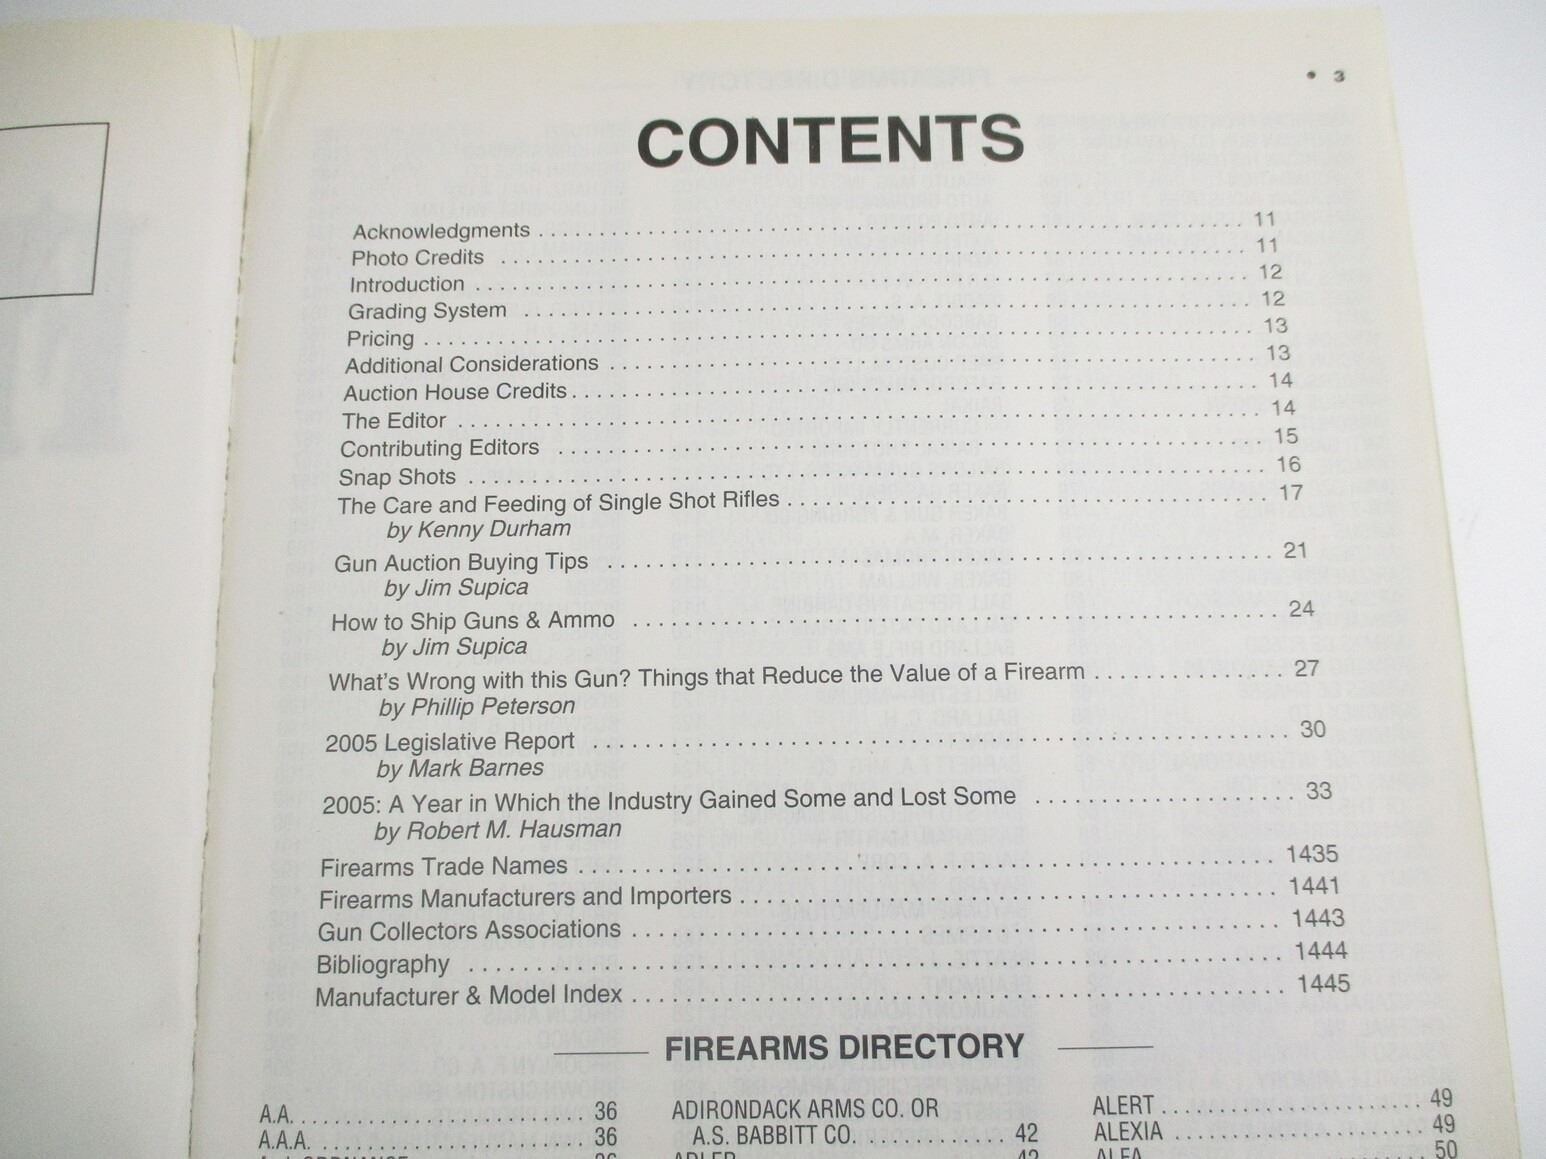 • 3
CONTENTS
Acknowledgments . . . . . . . . . . 11
Photo Credits . . . . . . . . . . 11
Introduction . . . . . . . . . . 12
Grading System . . . . . . . . . . 12
Pricing . . . . . . . . . . 13
Additional Considerations . . . . . . . . . . 13
Auction House Credits . . . . . . . . . . 14
The Editor . . . . . . . . . . 14
Contributing Editors . . . . . . . . . . 15
Snap Shots . . . . . . . . . . 16
The Care and Feeding of Single Shot Rifles . . . . . . . . . . 17
by Kenny Durham
Gun Auction Buying Tips . . . . . . . . . . 21
by Jim Supica
How to Ship Guns & Ammo . . . . . . . . . . 24
by Jim Supica
What's Wrong with this Gun? Things that Reduce the Value of a Firearm . . . . . . . . . . 27
by Phillip Peterson
2005 Legislative Report . . . . . . . . . . 30
by Mark Barnes
2005: A Year in Which the Industry Gained Some and Lost Some . . . . . . . . . . 33
by Robert M. Hausman
Firearms Trade Names . . . . . . . . . . 1435
Firearms Manufacturers and Importers . . . . . . . . . . 1441
Gun Collectors Associations . . . . . . . . . . 1443
Bibliography . . . . . . . . . . 1444
Manufacturer & Model Index . . . . . . . . . . 1445
FIREARMS DIRECTORY
A.A. . . . . . . . . . . 36
A.A.A. . . . . . . . . . . 36
ADIRONDACK ARMS CO. OR
A.S. BABBITT CO. . . . . . . . . . . 42
ADLER
ALERT . . . . . . . . . . 49
ALEXIA . . . . . . . . . . 49
ALFA . . . . . . . . . . 50